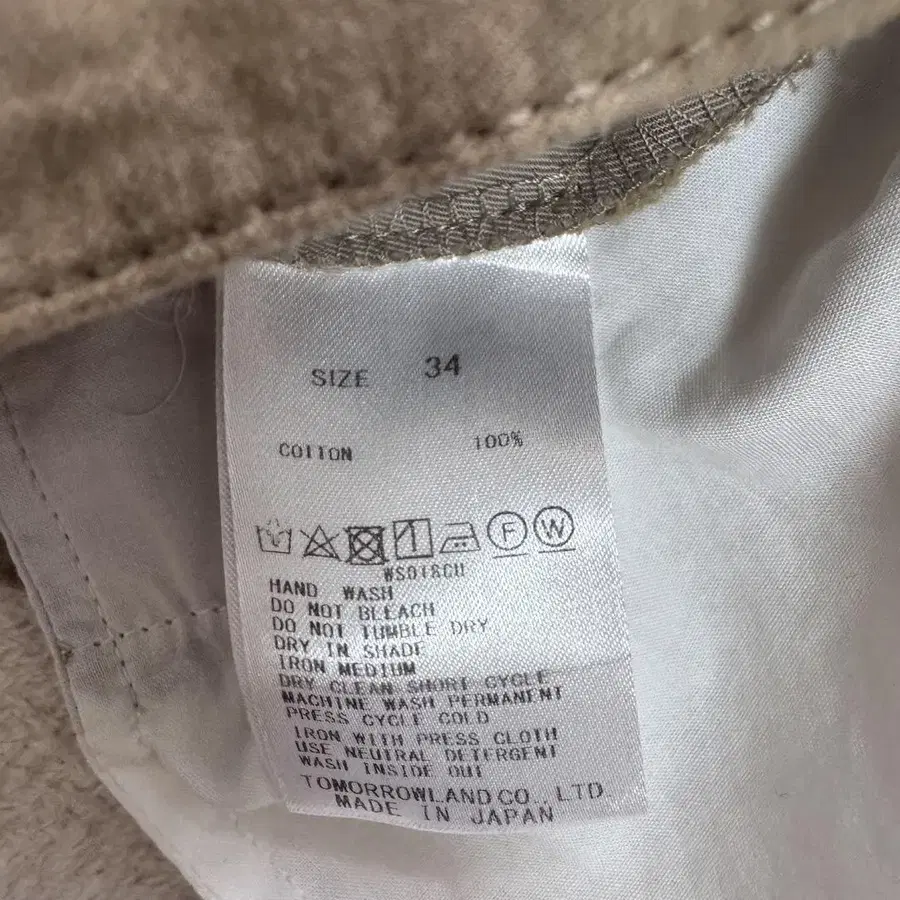 SIZE 34
COTTON 100%
F W
WS018CU
HAND WASH
DO NOT BLEACH
DO NOT TUMBLE DRY
DRY IN SHADE
IRON MEDIUM
DRY CLEAN SHORT CYCLE
MACHINE WASH PERMANENT
PRESS CYCLE COLD
IRON WITH PRESS CLOTH
USE NEUTRAL DETERGENT
WASH INSIDE OUT
TOMORROWLAND CO., LTD
MADE IN JAPAN